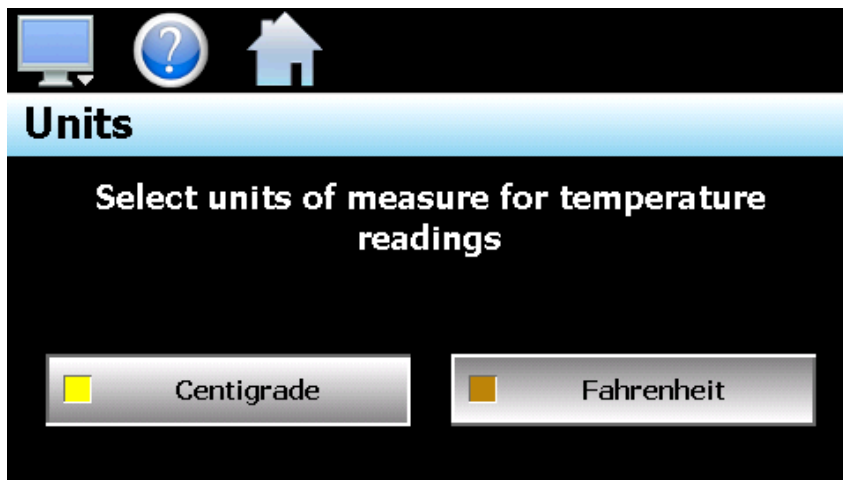 ?
Units
Select units of measure for temperature
readings
Centigrade
Fahrenheit